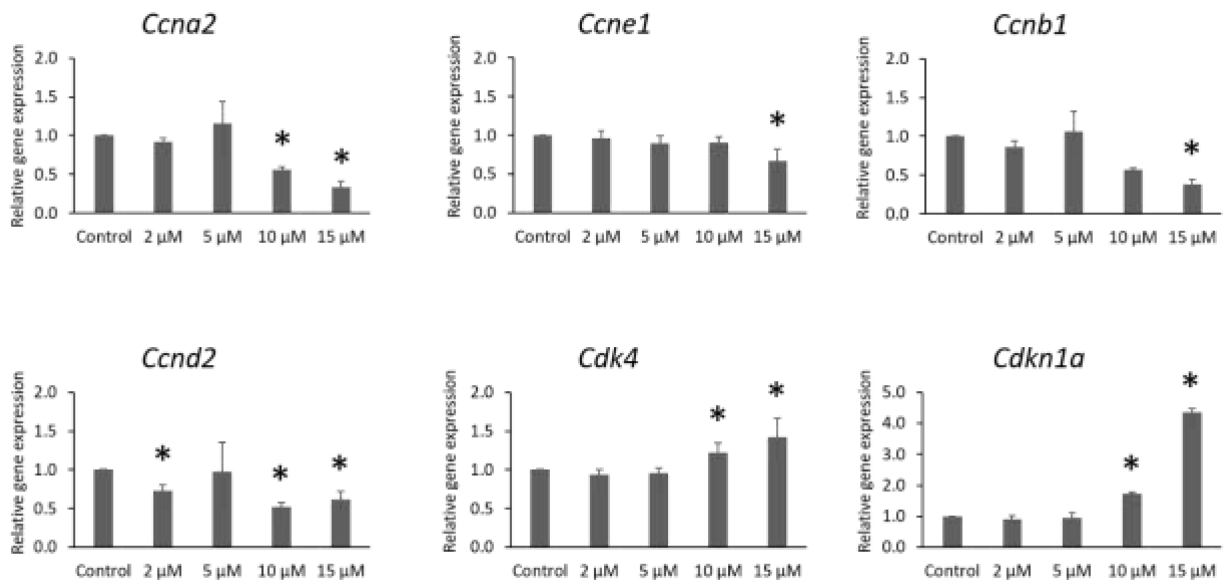 Ccna2
Relative gene expression
2.0
1.5
1.0
0.5
0.0
*
*
Control 2 µM 5 µM 10 µM 15 µM
Ccne1
Relative gene expression
2.0
1.5
1.0
0.5
0.0
*
Control 2 µM 5 µM 10 µM 15 µM
Ccnb1
Relative gene expression
2.0
1.5
1.0
0.5
0.0
*
Control 2 µM 5 µM 10 µM 15 µM
Ccnd2
Relative gene expression
2.0
1.5
1.0
0.5
0.0
*
*
*
Control 2 µM 5 µM 10 µM 15 µM
Cdk4
Relative gene expression
2.0
1.5
1.0
0.5
0.0
*
*
Control 2 µM 5 µM 10 µM 15 µM
Cdkn1a
Relative gene expression
5.0
4.0
3.0
2.0
1.0
0.0
*
*
Control 2 µM 5 µM 10 µM 15 µM